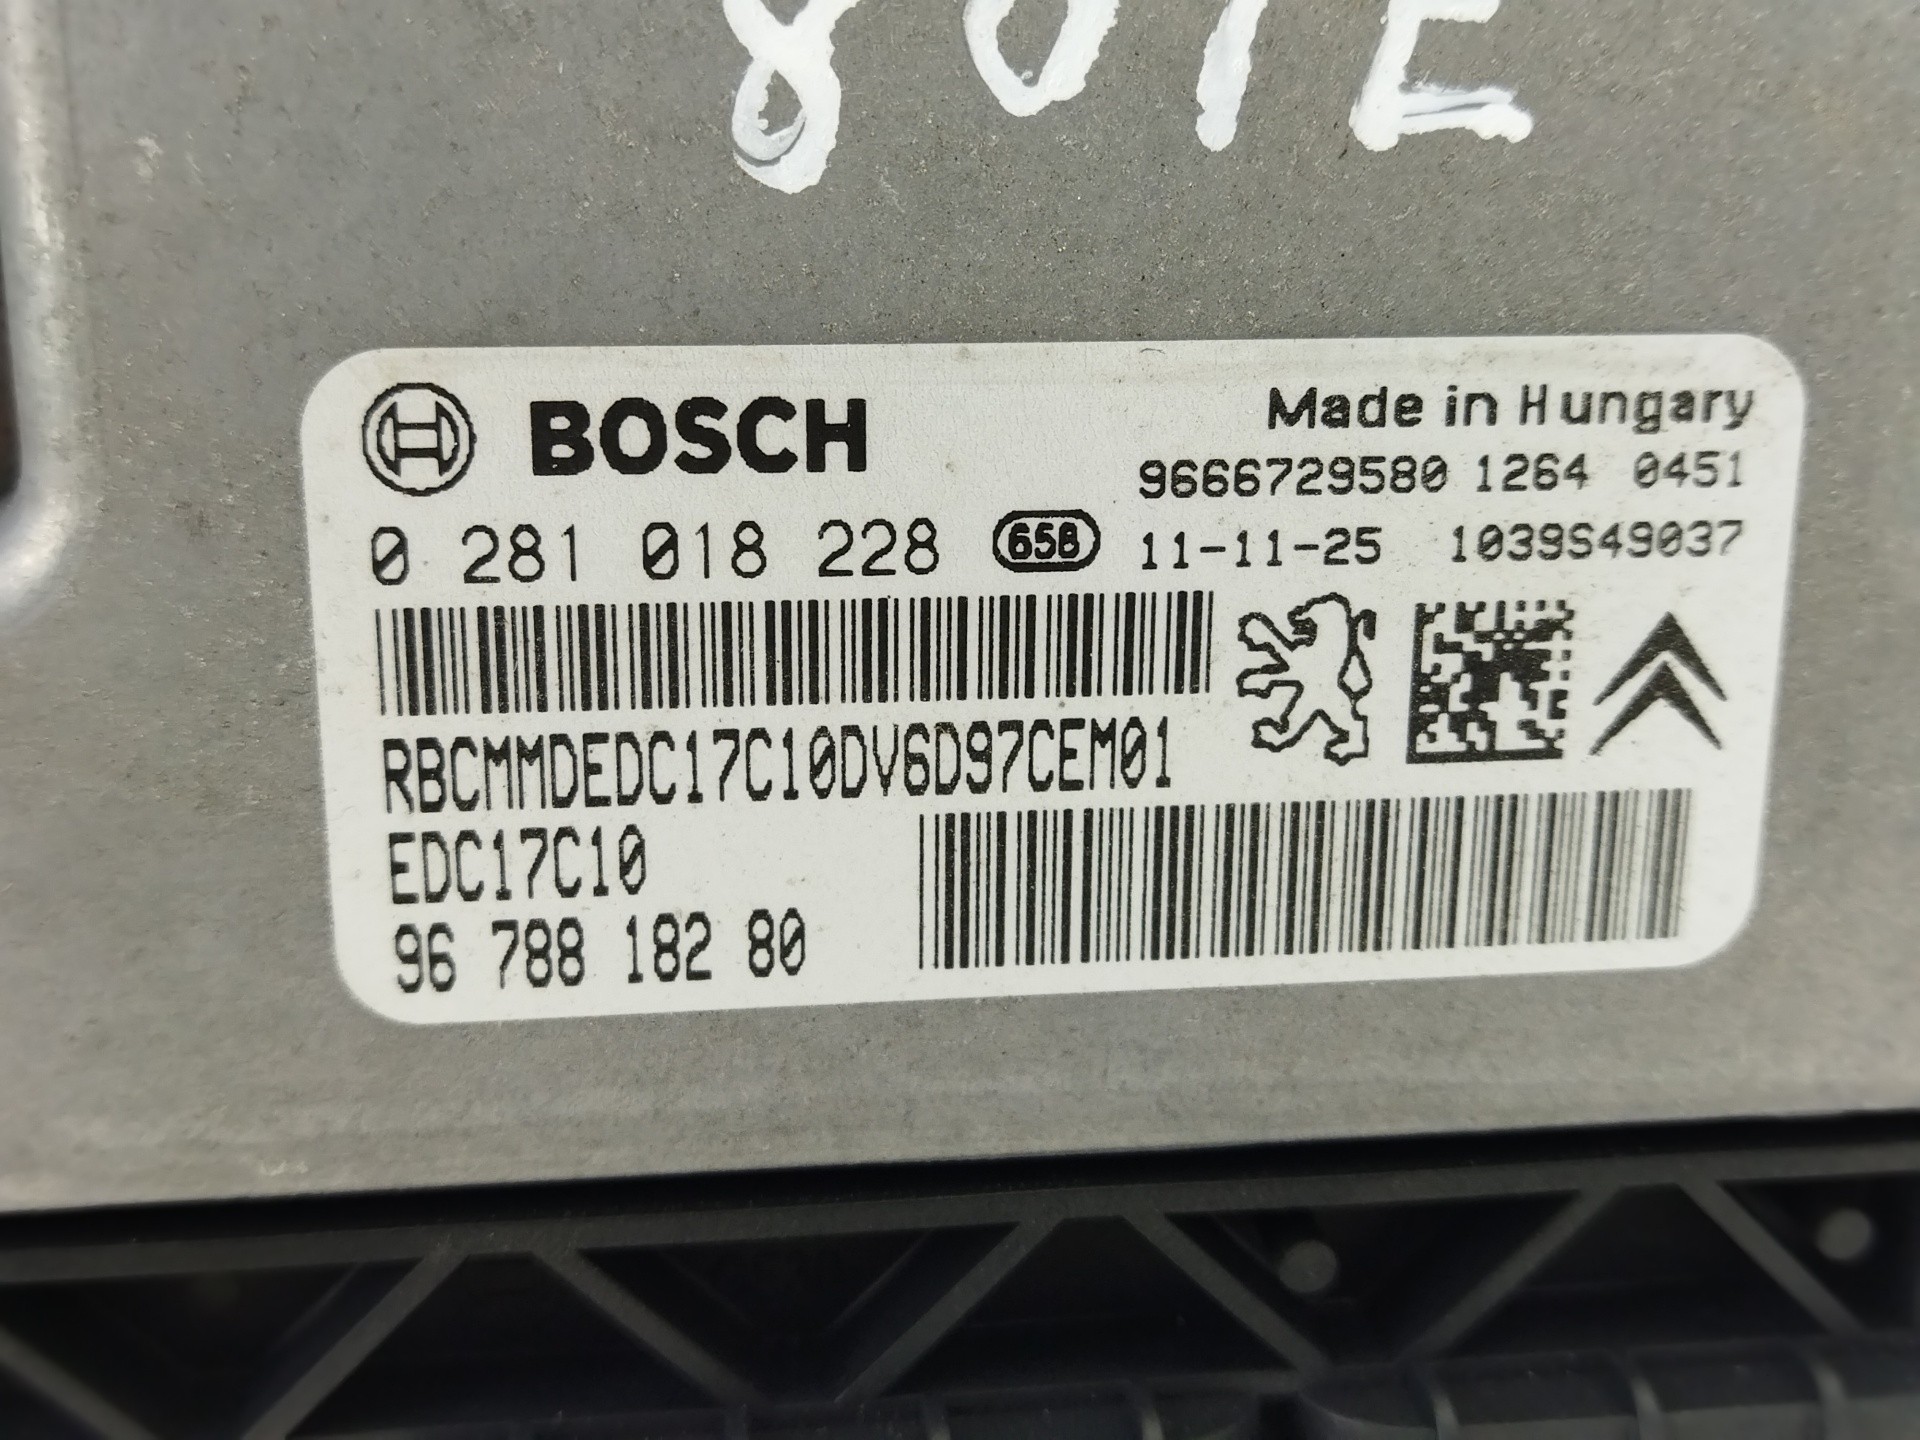 801E
BOSCH
Made in Hungary
9666729580 1264 0451
0 281 018 228 658 11-11-25 1039S49037
RBCMMDEDC17C10DV6D97CEM01
EDC17C10
96 788 182 80